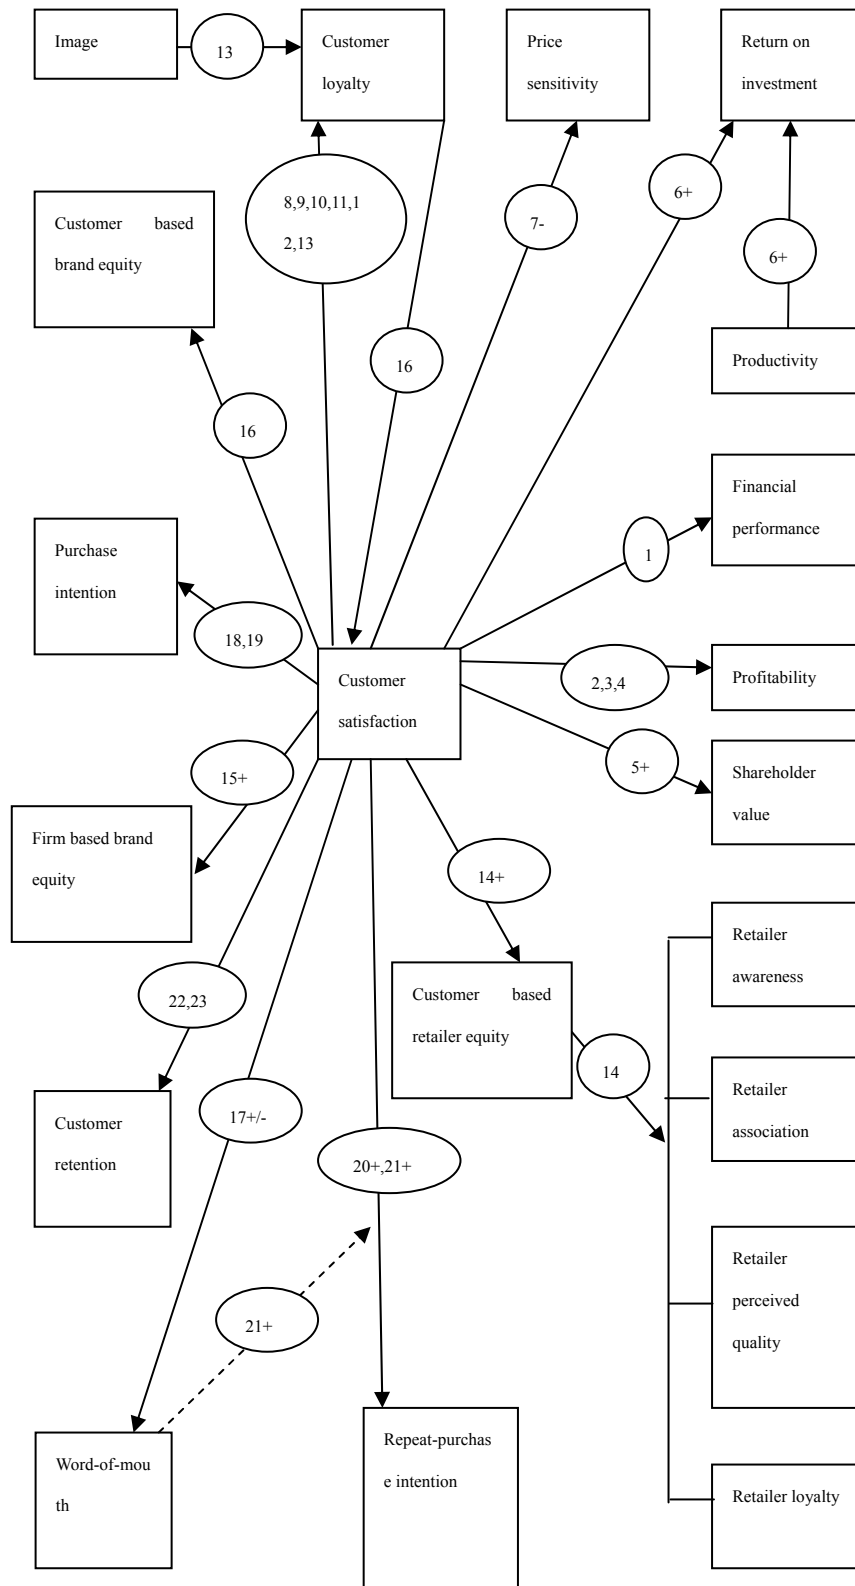 Image
13
Customer
loyalty
Price
sensitivity
Return on
investment
8,9,10,11,1
2,13
7-
6+
6+
Customer based
brand equity
16
16
Productivity
Financial
performance
1
Purchase
intention
18,19
Customer
satisfaction
2,3,4
Profitability
15+
5+
Shareholder
value
Firm based brand
equity
14+
22,23
Customer based
retailer equity
14
Retailer
awareness
Retailer
association
Customer
retention
17+/-
20+,21+
Retailer
perceived
quality
21+
Word-of-mou
th
Repeat-purchas
e intention
Retailer loyalty